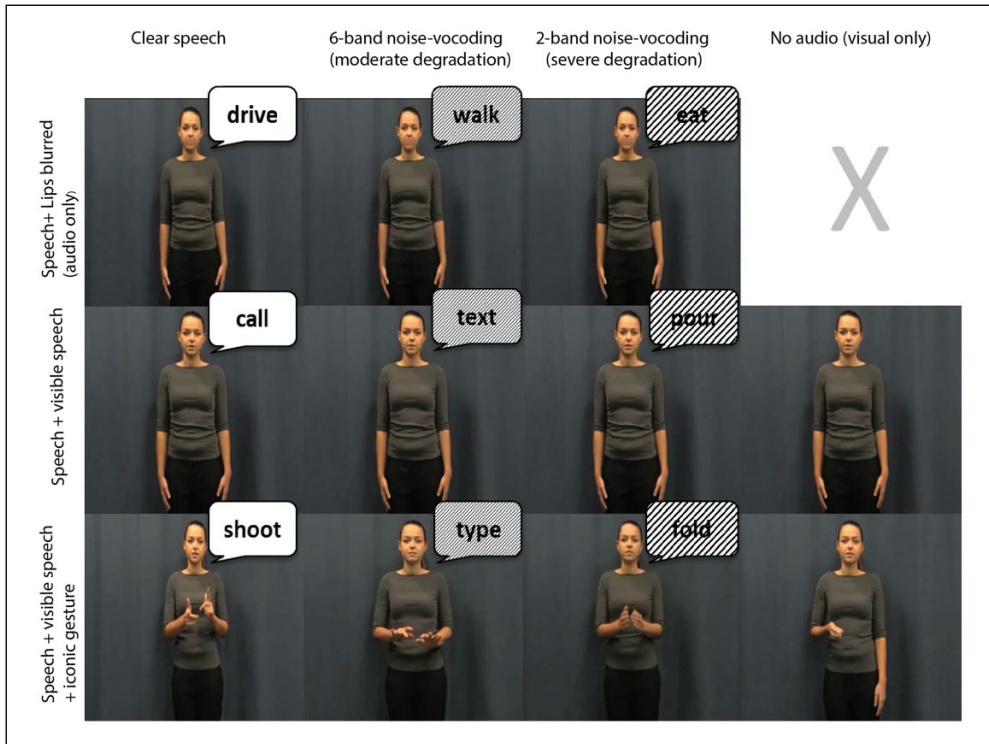 Clear speech
6-band noise-vocoding
(moderate degradation)
2-band noise-vocoding
(severe degradation)
No audio (visual only)
Speech+ Lips blurred
(audio only)
drive
walk
eat
X
Speech + visible speech
call
text
pour
Speech + visible speech
+ iconic gesture
shoot
type
fold